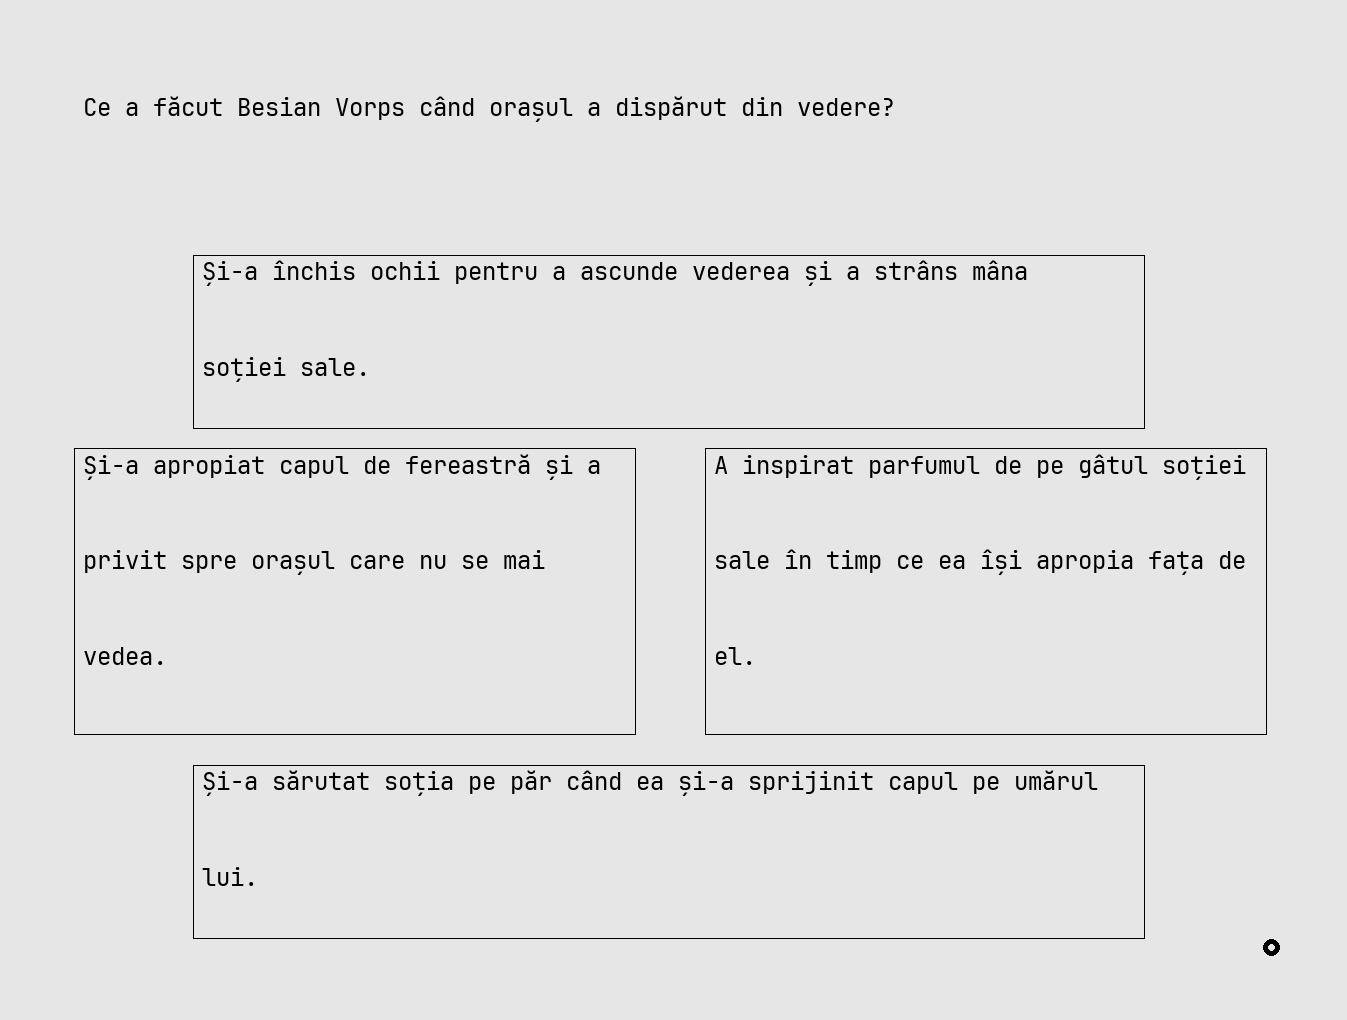 Ce a făcut Besian Vorps când orașul a dispărut din vedere?
Și-a închis ochii pentru a ascunde vederea și a strâns mâna
soției sale.
Și-a apropiat capul de fereastră și a
privit spre orașul care nu se mai
vedea.
A inspirat parfumul de pe gâtul soției
sale în timp ce ea își apropia fața de
el.
Și-a sărutat soția pe păr când ea și-a sprijinit capul pe umărul
lui.